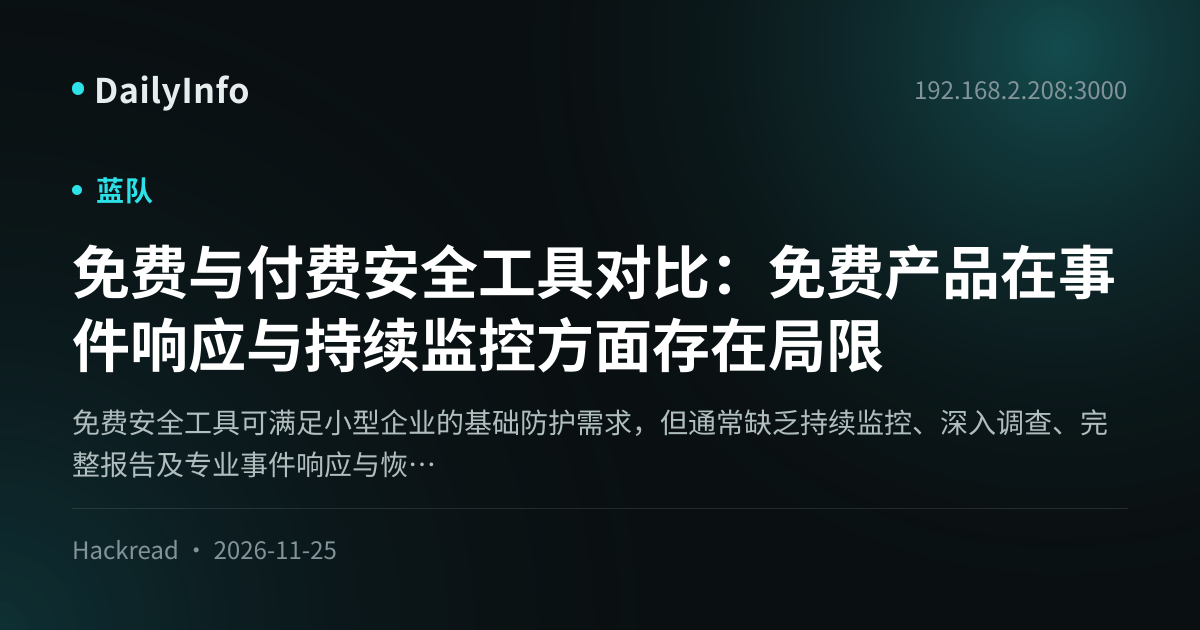 DailyInfo
192.168.2.208:3000
蓝队
免费与付费安全工具对比：免费产品在事
件响应与持续监控方面存在局限
免费安全工具可满足小型企业的基础防护需求，但通常缺乏持续监控、深入调查、完
整报告及专业事件响应与恢…
Hackread • 2026-11-25